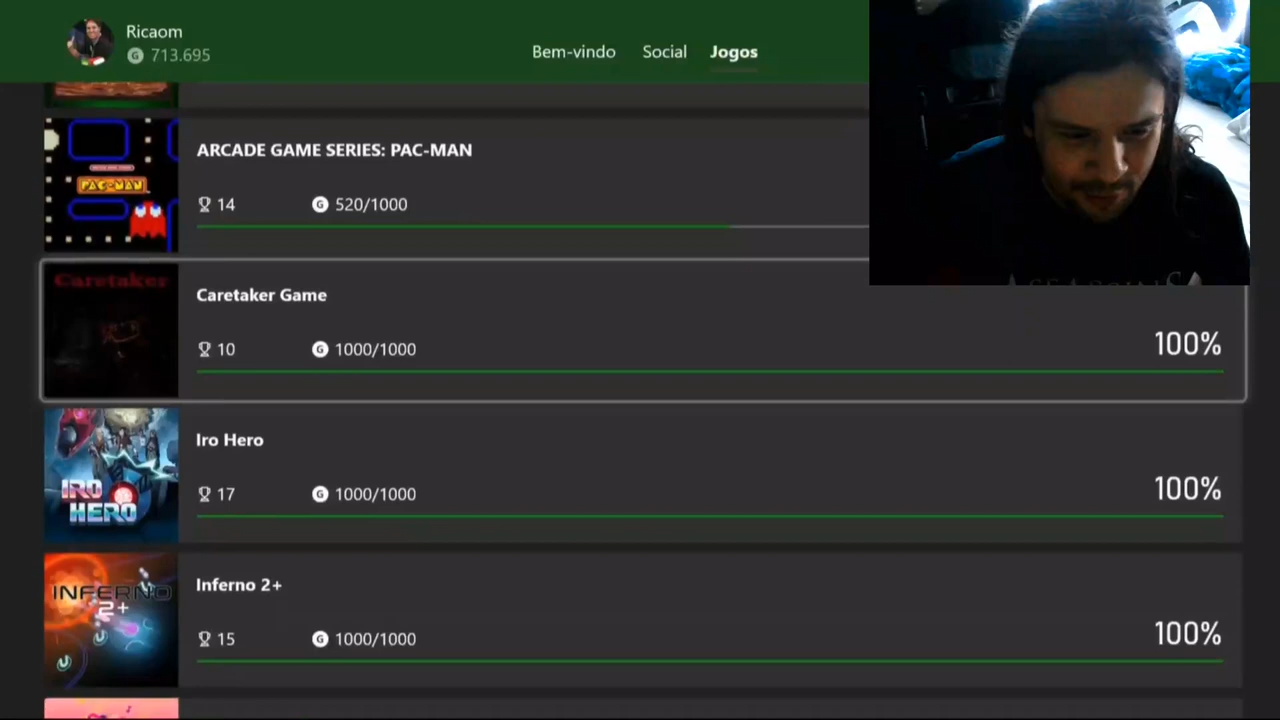 Ricaom
G 713.695
Bem-vindo Social Jogos
PAC-MAN
ARCADE GAME SERIES: PAC-MAN
14 G 520/1000
Caretaker
Caretaker Game
10 G 1000/1000
100%
IRO
HERO
Iro Hero
17 G 1000/1000
100%
INFERNO
2+
Inferno 2+
15 G 1000/1000
100%